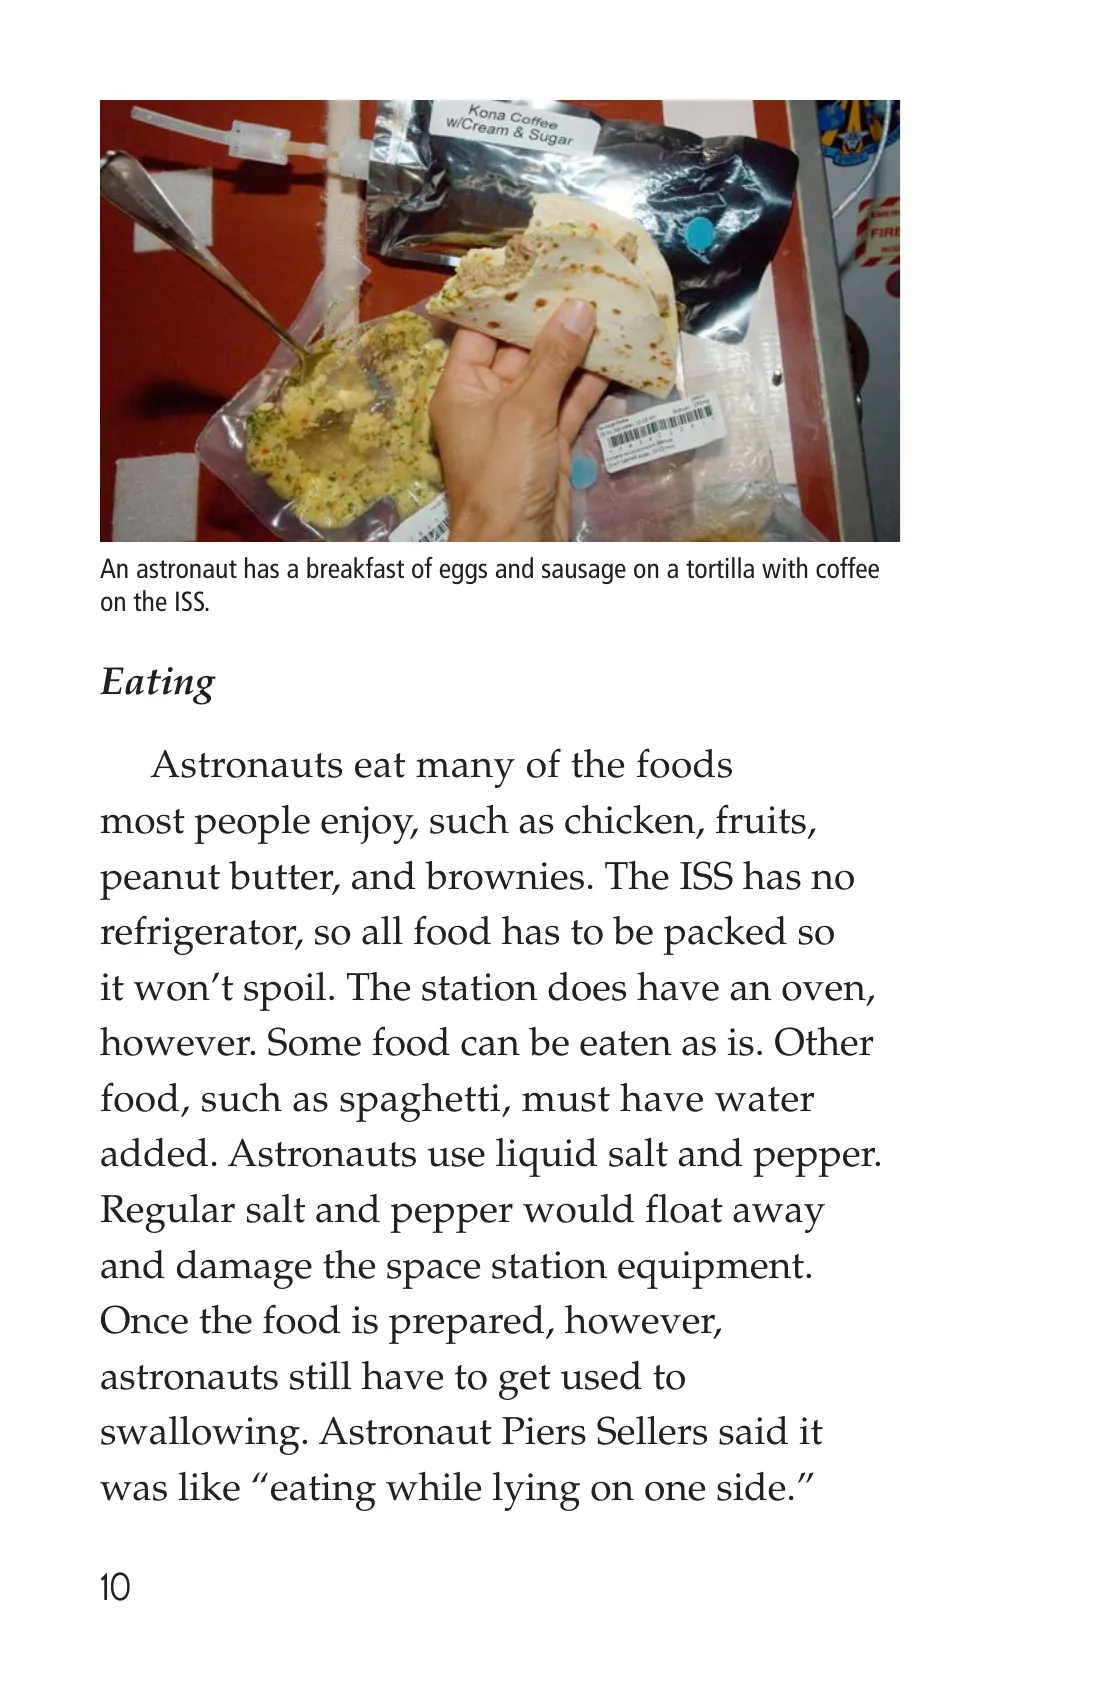 Kona Coffee
w/Cream & Sugar
FIRE
An astronaut has a breakfast of eggs and sausage on a tortilla with coffee
on the ISS.
Eating
Astronauts eat many of the foods
most people enjoy, such as chicken, fruits,
peanut butter, and brownies. The ISS has no
refrigerator, so all food has to be packed so
it won’t spoil. The station does have an oven,
however. Some food can be eaten as is. Other
food, such as spaghetti, must have water
added. Astronauts use liquid salt and pepper.
Regular salt and pepper would float away
and damage the space station equipment.
Once the food is prepared, however,
astronauts still have to get used to
swallowing. Astronaut Piers Sellers said it
was like “eating while lying on one side.”
10